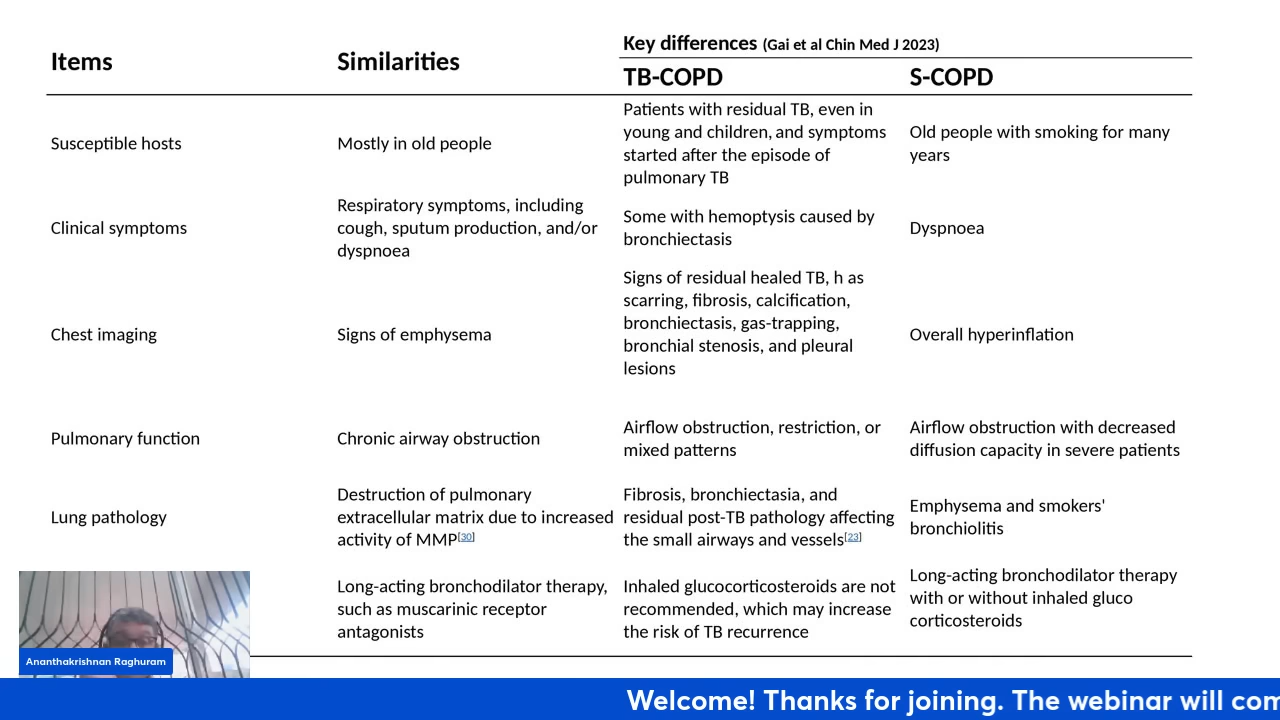 Items
Similarities
Key differences (Gai et al Chin Med J 2023)
TB-COPD
S-COPD
Susceptible hosts
Mostly in old people
Patients with residual TB, even in
young and children, and symptoms
started after the episode of
pulmonary TB
Old people with smoking for many
years
Clinical symptoms
Respiratory symptoms, including
cough, sputum production, and/or
dyspnoea
Some with hemoptysis caused by
bronchiectasis
Dyspnoea
Chest imaging
Signs of emphysema
Signs of residual healed TB, h as
scarring, fibrosis, calcification,
bronchiectasis, gas-trapping,
bronchial stenosis, and pleural
lesions
Overall hyperinflation
Pulmonary function
Chronic airway obstruction
Airflow obstruction, restriction, or
mixed patterns
Airflow obstruction with decreased
diffusion capacity in severe patients
Lung pathology
Destruction of pulmonary
extracellular matrix due to increased
activity of MMP[30]
Fibrosis, bronchiectasia, and
residual post-TB pathology affecting
the small airways and vessels[23]
Emphysema and smokers'
bronchiolitis
Long-acting bronchodilator therapy,
such as muscarinic receptor
antagonists
Inhaled glucocorticosteroids are not
recommended, which may increase
the risk of TB recurrence
Long-acting bronchodilator therapy
with or without inhaled gluco
corticosteroids
Ananthakrishnan Raghuram
Welcome! Thanks for joining. The webinar will com